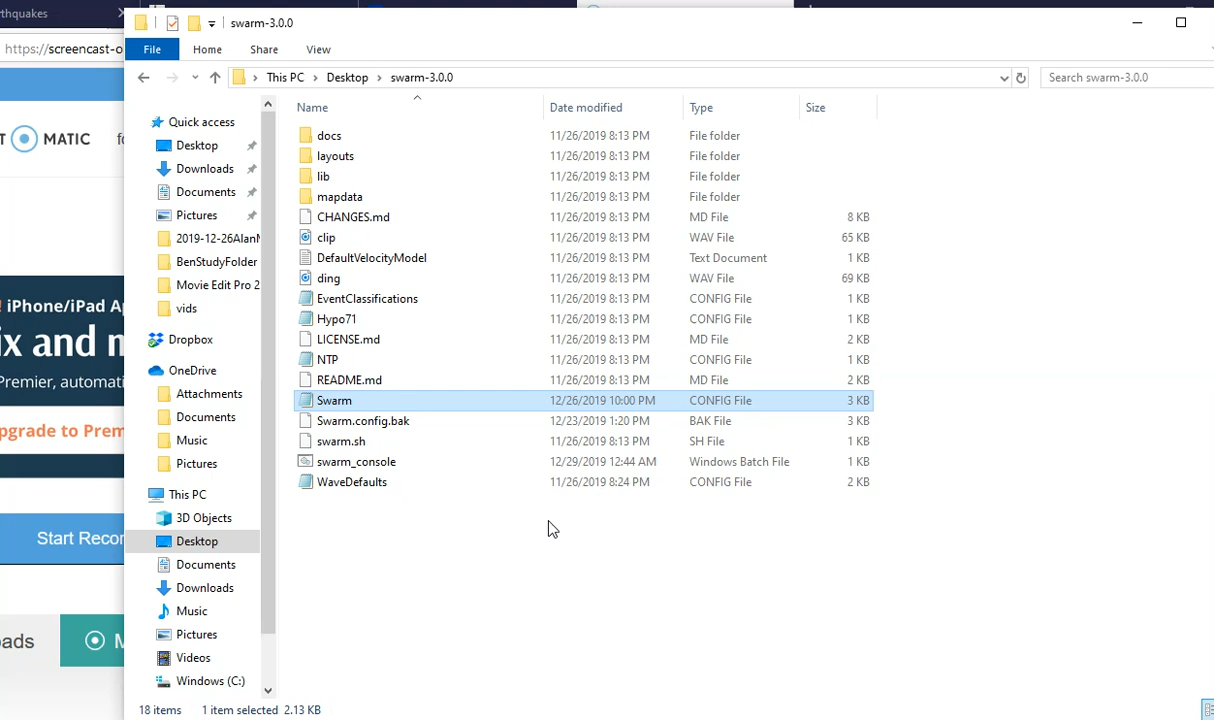 thquakes
swarm-3.0.0
https://screencast-o
File Home Share View
This PC Desktop swarm-3.0.0
Search swarm-3.0.0
Name Date modified Type Size
T MATIC
Quick access
Desktop
Downloads
Documents
Pictures
2019-12-26AlanM
BenStudyFolder
Movie Edit Pro 2
vids
Dropbox
OneDrive
Attachments
Documents
Music
Pictures
This PC
3D Objects
Desktop
Documents
Downloads
Music
Pictures
Videos
Windows (C:)
docs 11/26/2019 8:13 PM File folder
layouts 11/26/2019 8:13 PM File folder
lib 11/26/2019 8:13 PM File folder
mapdata 11/26/2019 8:13 PM File folder
CHANGES.md 11/26/2019 8:13 PM MD File 8 KB
clip 11/26/2019 8:13 PM WAV File 65 KB
DefaultVelocityModel 11/26/2019 8:13 PM Text Document 1 KB
ding 11/26/2019 8:13 PM WAV File 69 KB
EventClassifications 11/26/2019 8:13 PM CONFIG File 1 KB
Hypo71 11/26/2019 8:13 PM CONFIG File 1 KB
LICENSE.md 11/26/2019 8:13 PM MD File 2 KB
NTP 11/26/2019 8:13 PM CONFIG File 1 KB
README.md 11/26/2019 8:13 PM MD File 2 KB
Swarm 12/26/2019 10:00 PM CONFIG File 3 KB
Swarm.config.bak 12/23/2019 1:20 PM BAK File 3 KB
swarm.sh 11/26/2019 8:13 PM SH File 1 KB
swarm_console 12/29/2019 12:44 AM Windows Batch File 1 KB
WaveDefaults 11/26/2019 8:24 PM CONFIG File 2 KB
! iPhone/iPad Ap
ix and m
Premier, automati
pgrade to Prem
Start Recor
oads
M
18 items 1 item selected 2.13 KB